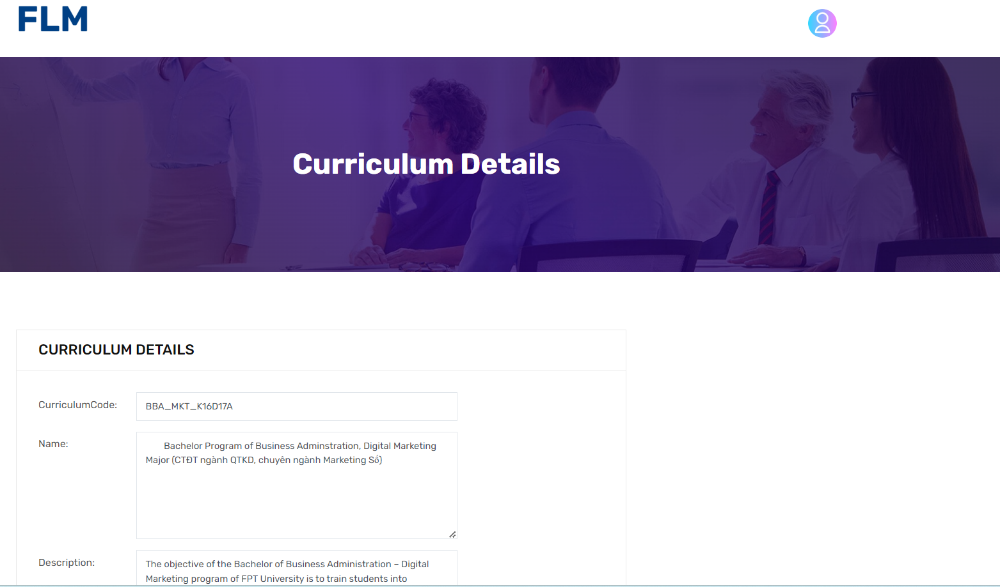 FLM
Curriculum Details
CURRICULUM DETAILS
CurriculumCode:
BBA_MKT_K16D17A
Name:
Bachelor Program of Business Adminstration, Digital Marketing
Major (CTĐT ngành QTKD, chuyên ngành Marketing Số)
Description:
The objective of the Bachelor of Business Administration – Digital
Marketing program of FPT University is to train students into